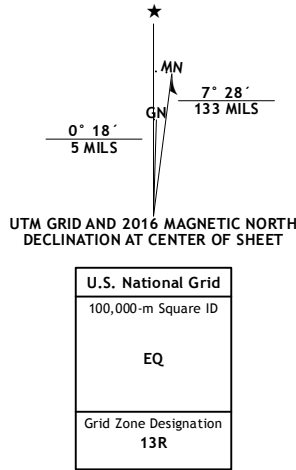 MN
GN
7° 28´
133 MILS
0° 18´
5 MILS
UTM GRID AND 2016 MAGNETIC NORTH
DECLINATION AT CENTER OF SHEET
U.S. National Grid
100,000-m Square ID
EQ
Grid Zone Designation
13R